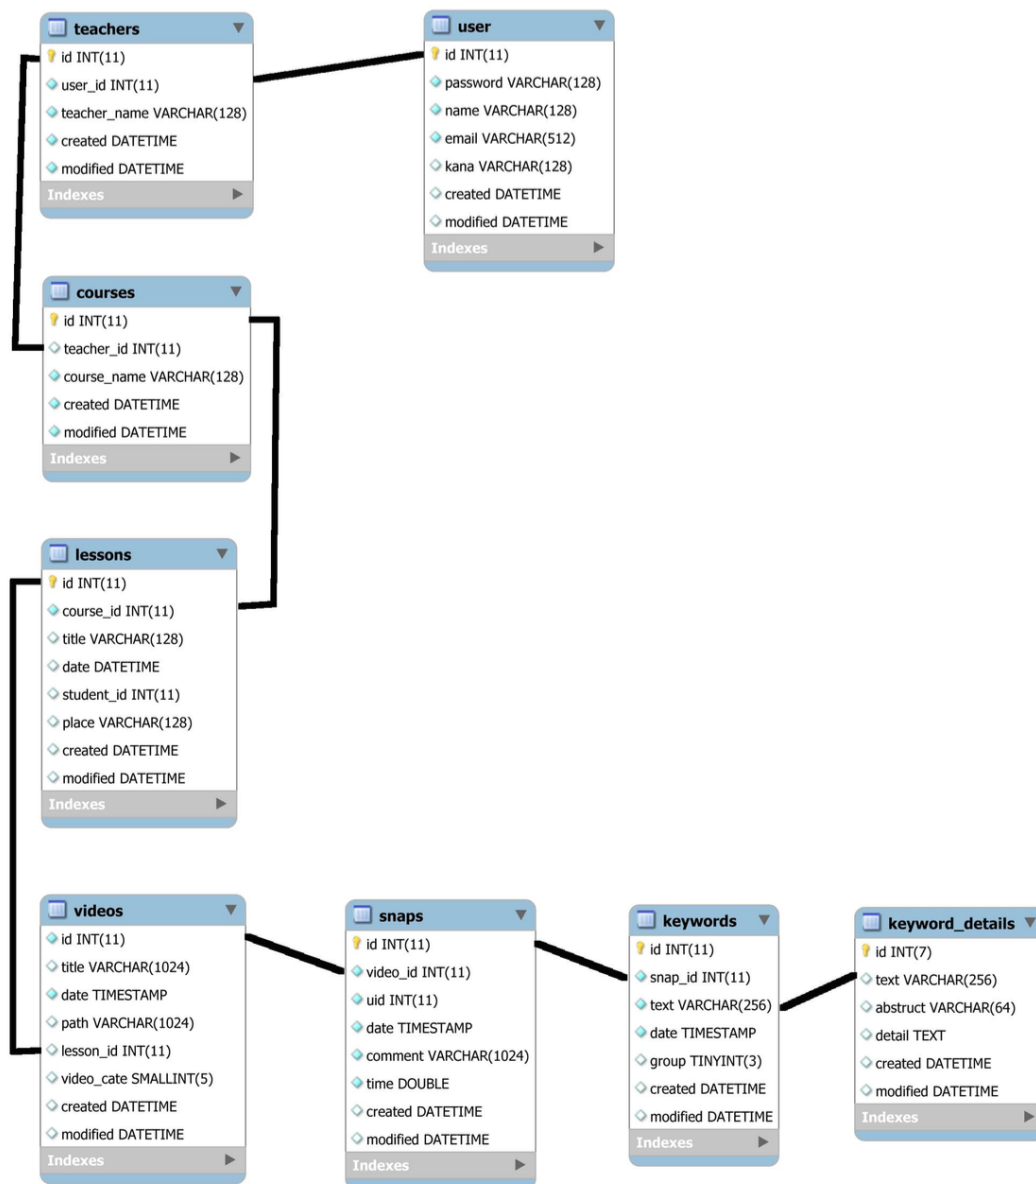 teachers
id INT(11)
user_id INT(11)
teacher_name VARCHAR(128)
created DATETIME
modified DATETIME
Indexes
user
id INT(11)
password VARCHAR(128)
name VARCHAR(128)
email VARCHAR(512)
kana VARCHAR(128)
created DATETIME
modified DATETIME
Indexes
courses
id INT(11)
teacher_id INT(11)
course_name VARCHAR(128)
created DATETIME
modified DATETIME
Indexes
lessons
id INT(11)
course_id INT(11)
title VARCHAR(128)
date DATETIME
student_id INT(11)
place VARCHAR(128)
created DATETIME
modified DATETIME
Indexes
videos
id INT(11)
title VARCHAR(1024)
date TIMESTAMP
path VARCHAR(1024)
lesson_id INT(11)
video_cate SMALLINT(5)
created DATETIME
modified DATETIME
Indexes
snaps
id INT(11)
video_id INT(11)
uid INT(11)
date TIMESTAMP
comment VARCHAR(1024)
time DOUBLE
created DATETIME
modified DATETIME
Indexes
keywords
id INT(11)
snap_id INT(11)
text VARCHAR(256)
date TIMESTAMP
group TINYINT(3)
created DATETIME
modified DATETIME
Indexes
keyword_details
id INT(7)
text VARCHAR(256)
abstruct VARCHAR(64)
detail TEXT
created DATETIME
modified DATETIME
Indexes